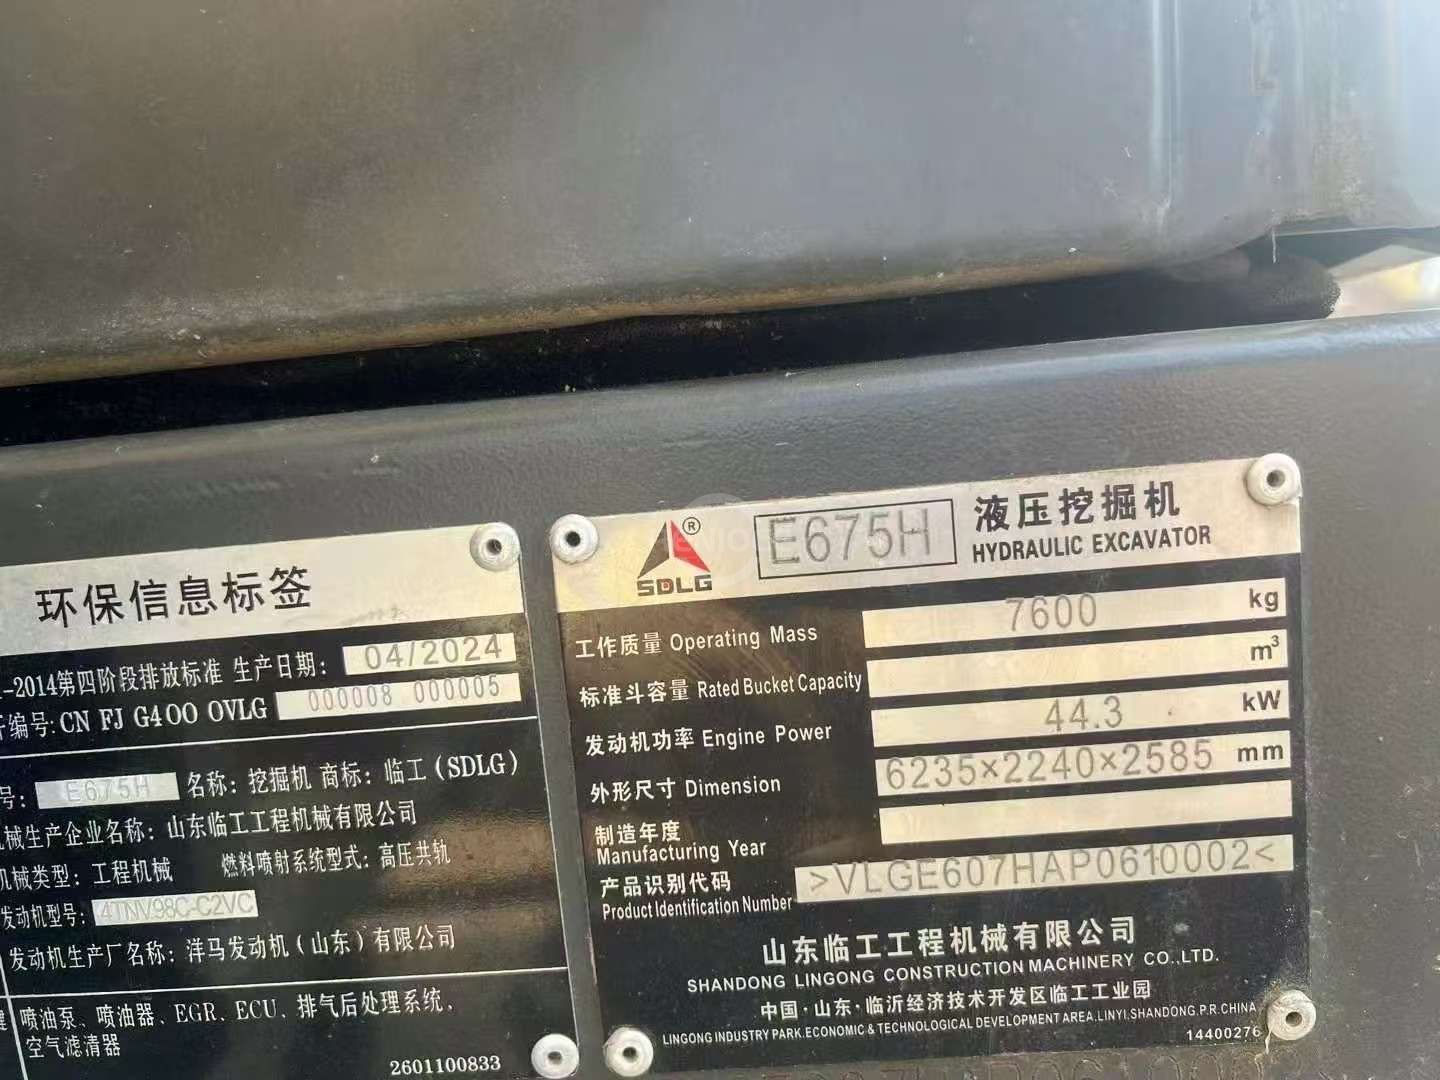 环保信息标签
-2014第四阶段排放标准 生产日期: 04/2024
编号: CN FJ G4OO OVLG 000008 000005
号: E675H 名称: 挖掘机 商标: 临工(SDLG)
械生产企业名称: 山东临工工程机械有限公司
机械类型: 工程机械 燃料喷射系统型式: 高压共轨
发动机型号: 4TNV98C-C2VC
发动机生产厂名称: 洋马发动机(山东)有限公司
喷油泵、喷油器、EGR、ECU、排气后处理系统、
空气滤清器
2601100833
SDLG ® E675H 液压挖掘机
HYDRAULIC EXCAVATOR
工作质量 Operating Mass 7600 kg
标准斗容量 Rated Bucket Capacity m³
发动机功率 Engine Power 44.3 kW
外形尺寸 Dimension 6235×2240×2585 mm
制造年度
Manufacturing Year
产品识别代码 >VLGE607HAP0610002<
Product Identification Number
山东临工工程机械有限公司
SHANDONG LINGONG CONSTRUCTION MACHINERY CO.,LTD.
中国·山东·临沂经济技术开发区临工工业园
LINGONG INDUSTRY PARK.ECONOMIC & TECHNOLOGICAL DEVELOPMENT AREA.LINYI.SHANDONG.P.R.CHINA
14400276